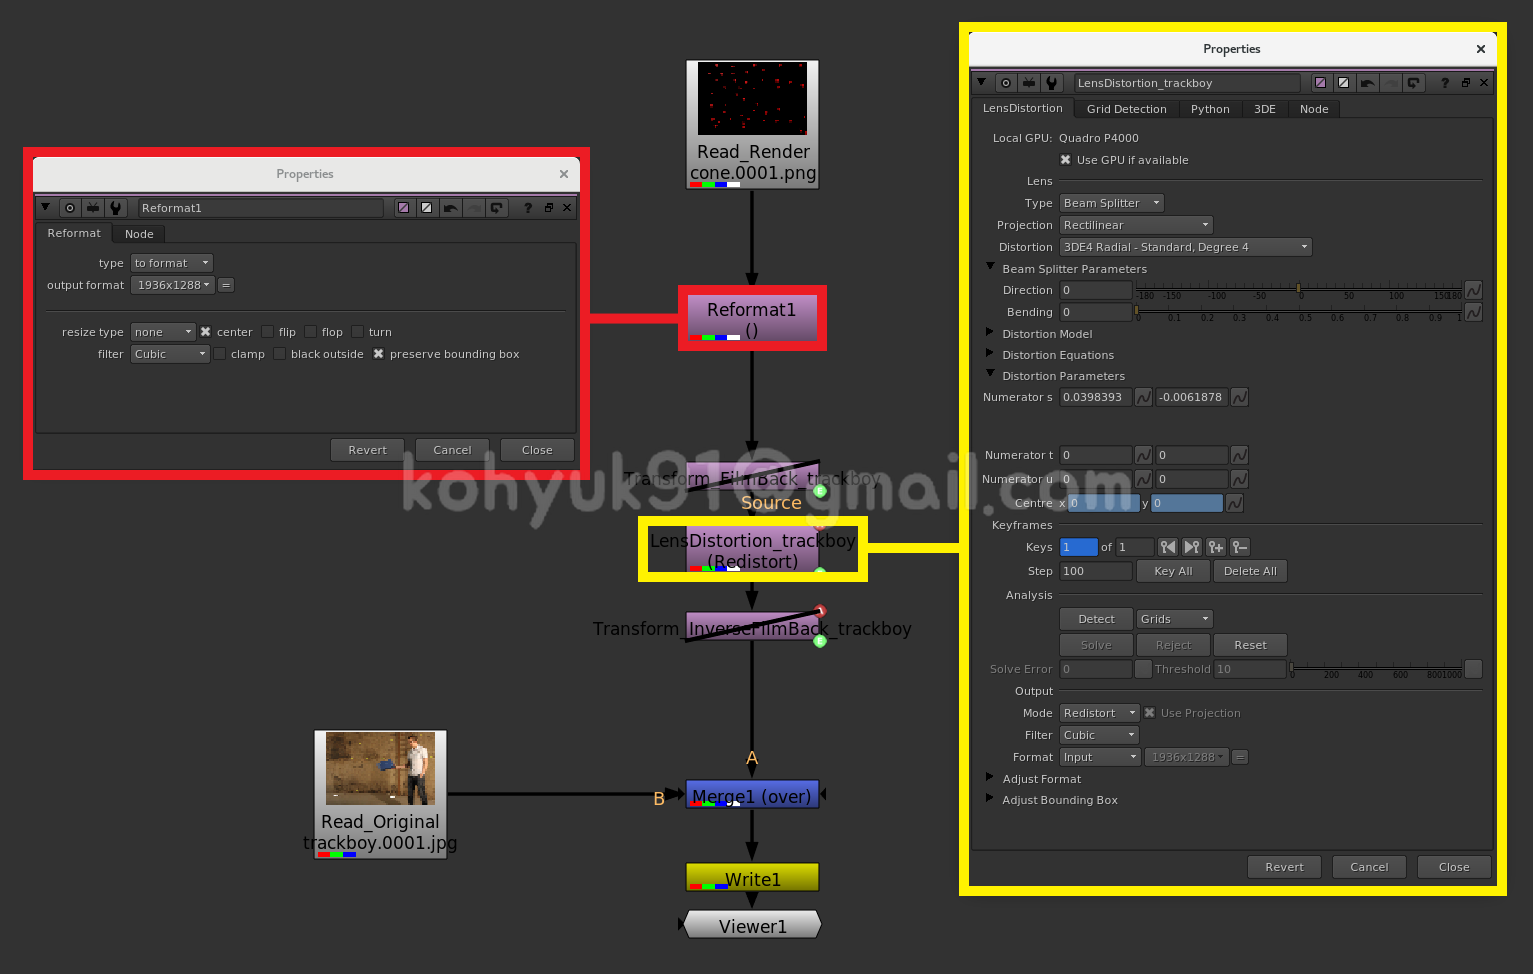 Read_Render
cone.0001.png
Properties
Reformat1
?
Reformat
Node
type
to format
output format
1936x1288
=
resize type
none
center
flip
flop
turn
filter
Cubic
clamp
black outside
preserve bounding box
Revert
Cancel
Close
Reformat1
()
Transform_FilmBack_trackboy
Source
LensDistortion_trackboy
(Redistort)
Transform_InverseFilmBack_trackboy
A
B
Merge1 (over)
Read_Original
trackboy.0001.jpg
Write1
Viewer1
kohyuk91@gmail.com
Properties
LensDistortion_trackboy
?
LensDistortion
Grid Detection
Python
3DE
Node
Local GPU: Quadro P4000
Use GPU if available
Lens
Type Beam Splitter
Projection Rectilinear
Distortion 3DE4 Radial - Standard, Degree 4
Beam Splitter Parameters
Direction 0 -180 -150 -100 -50 0 50 100 150 180
Bending 0 0 0.1 0.2 0.3 0.4 0.5 0.6 0.7 0.8 0.9 1
Distortion Model
Distortion Equations
Distortion Parameters
Numerator s 0.0398393 -0.0061878
Numerator t 0 0
Numerator u 0 0
Centre x 0 y 0
Keyframes
Keys 1 of 1
Step 100 Key All Delete All
Analysis
Detect Grids
Solve Reject Reset
Solve Error 0 Threshold 10 0 200 400 600 800 1000
Output
Mode Redistort Use Projection
Filter Cubic
Format Input 1936x1288 =
Adjust Format
Adjust Bounding Box
Revert Cancel Close